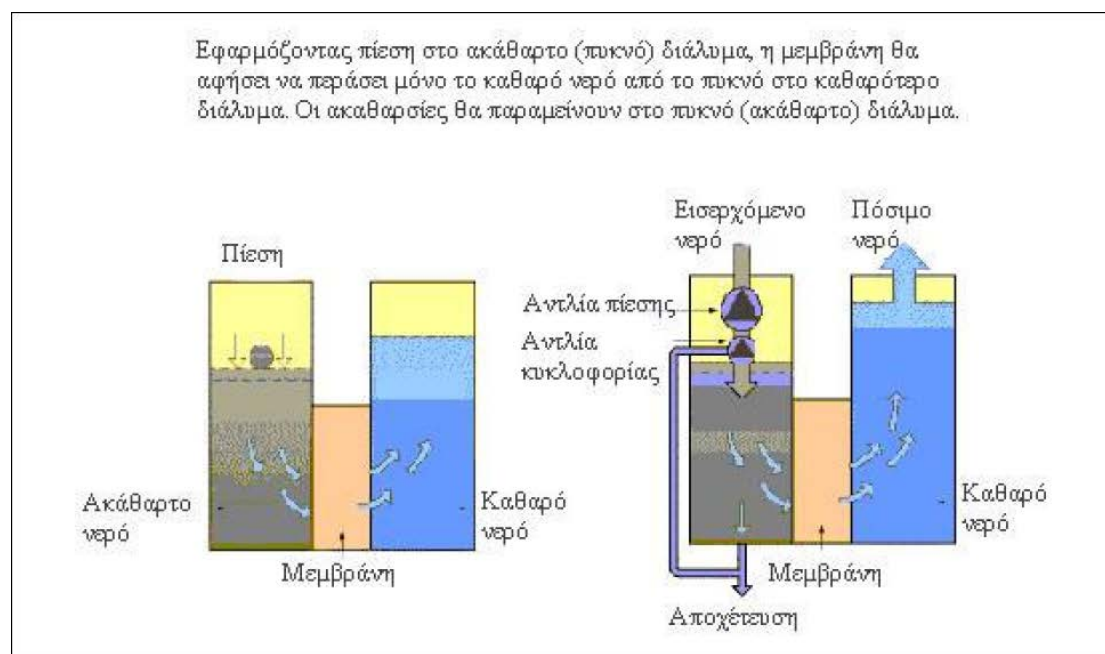 Εφαρμόζοντας πίεση στο ακάθαρτο (πυκνό) διάλυμα, η μεμβράνη θα
αφήσει να περάσει μόνο το καθαρό νερό από το πυκνό στο καθαρότερο
διάλυμα. Οι ακαθαρσίες θα παραμείνουν στο πυκνό (ακάθαρτο) διάλυμα.
Πίεση
Ακάθαρτο
νερό
Μεμβράνη
Καθαρό
νερό
Εισερχόμενο
νερό
Πόσιμο
νερό
Αντλία πίεσης
Αντλία
κυκλοφορίας
Καθαρό
νερό
Μεμβράνη
Αποχέτευση